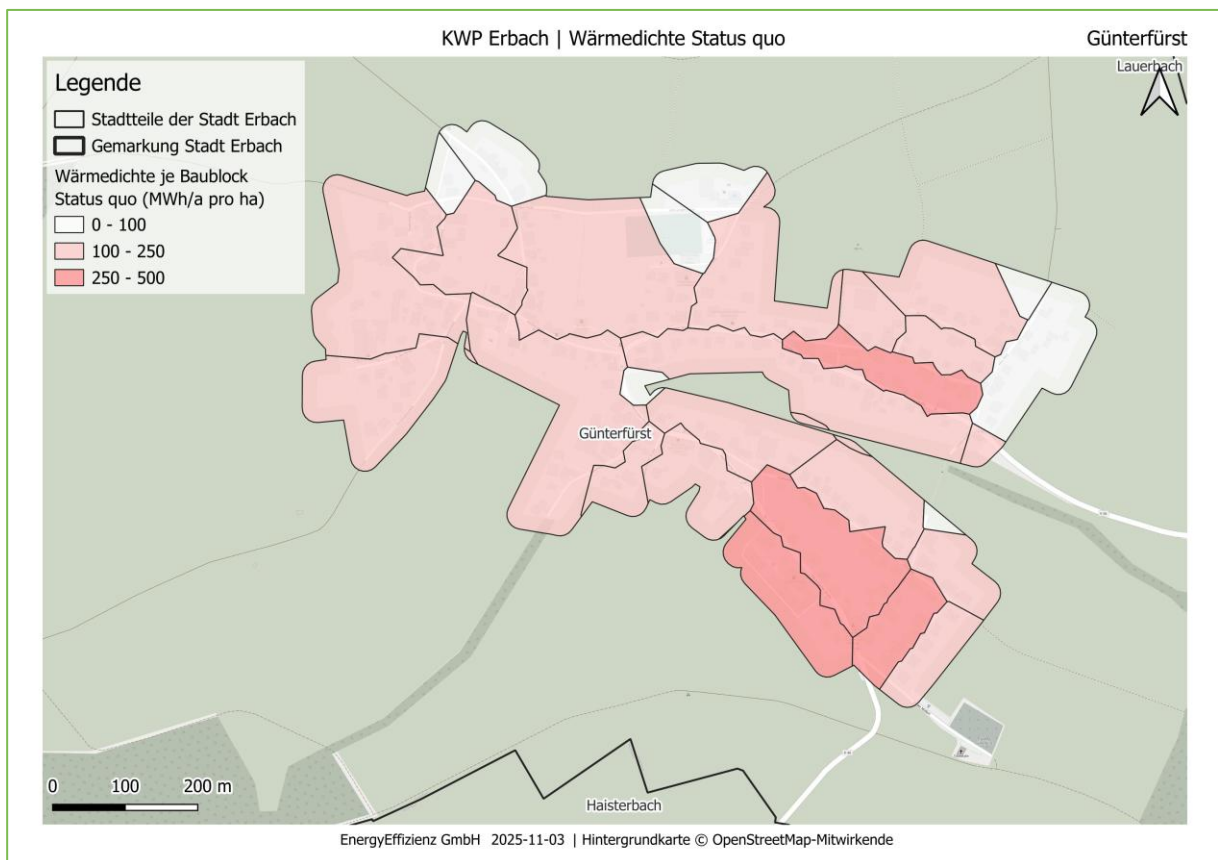 KWP Erbach | Wärmedichte Status quo
Günterfürst
Lauerbach
Legende
Stadtteile der Stadt Erbach
Gemarkung Stadt Erbach
Wärmedichte je Baublock
Status quo (MWh/a pro ha)
0 - 100
100 - 250
250 - 500
Günterfürst
0 100 200 m
Haisterbach
EnergyEffizienz GmbH 2025-11-03 | Hintergrundkarte © OpenStreetMap-Mitwirkende